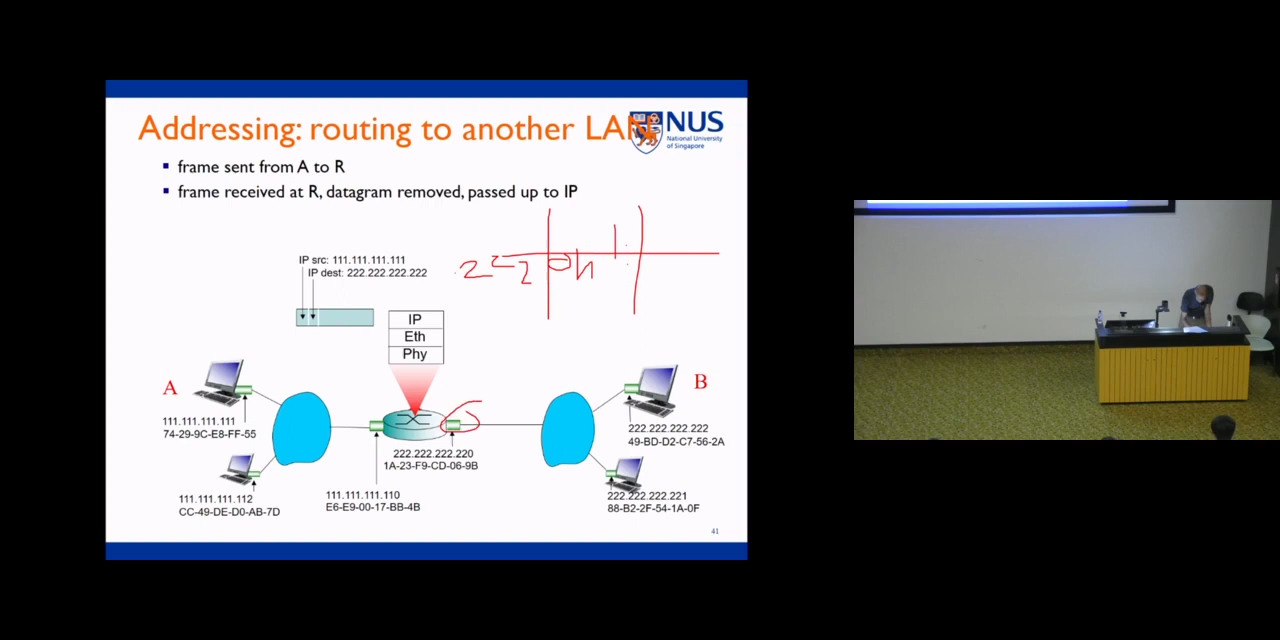 Addressing: routing to another LAN
NUS
National University
of Singapore
▪ frame sent from A to R
▪ frame received at R, datagram removed, passed up to IP
IP src: 111.111.111.111
IP dest: 222.222.222.222
IP
Eth
Phy
A
B
111.111.111.111
74-29-9C-E8-FF-55
222.222.222.222
49-BD-D2-C7-56-2A
222.222.222.220
1A-23-F9-CD-06-9B
111.111.111.112
CC-49-DE-D0-AB-7D
111.111.111.110
E6-E9-00-17-BB-4B
222.222.222.221
88-B2-2F-54-1A-0F
41